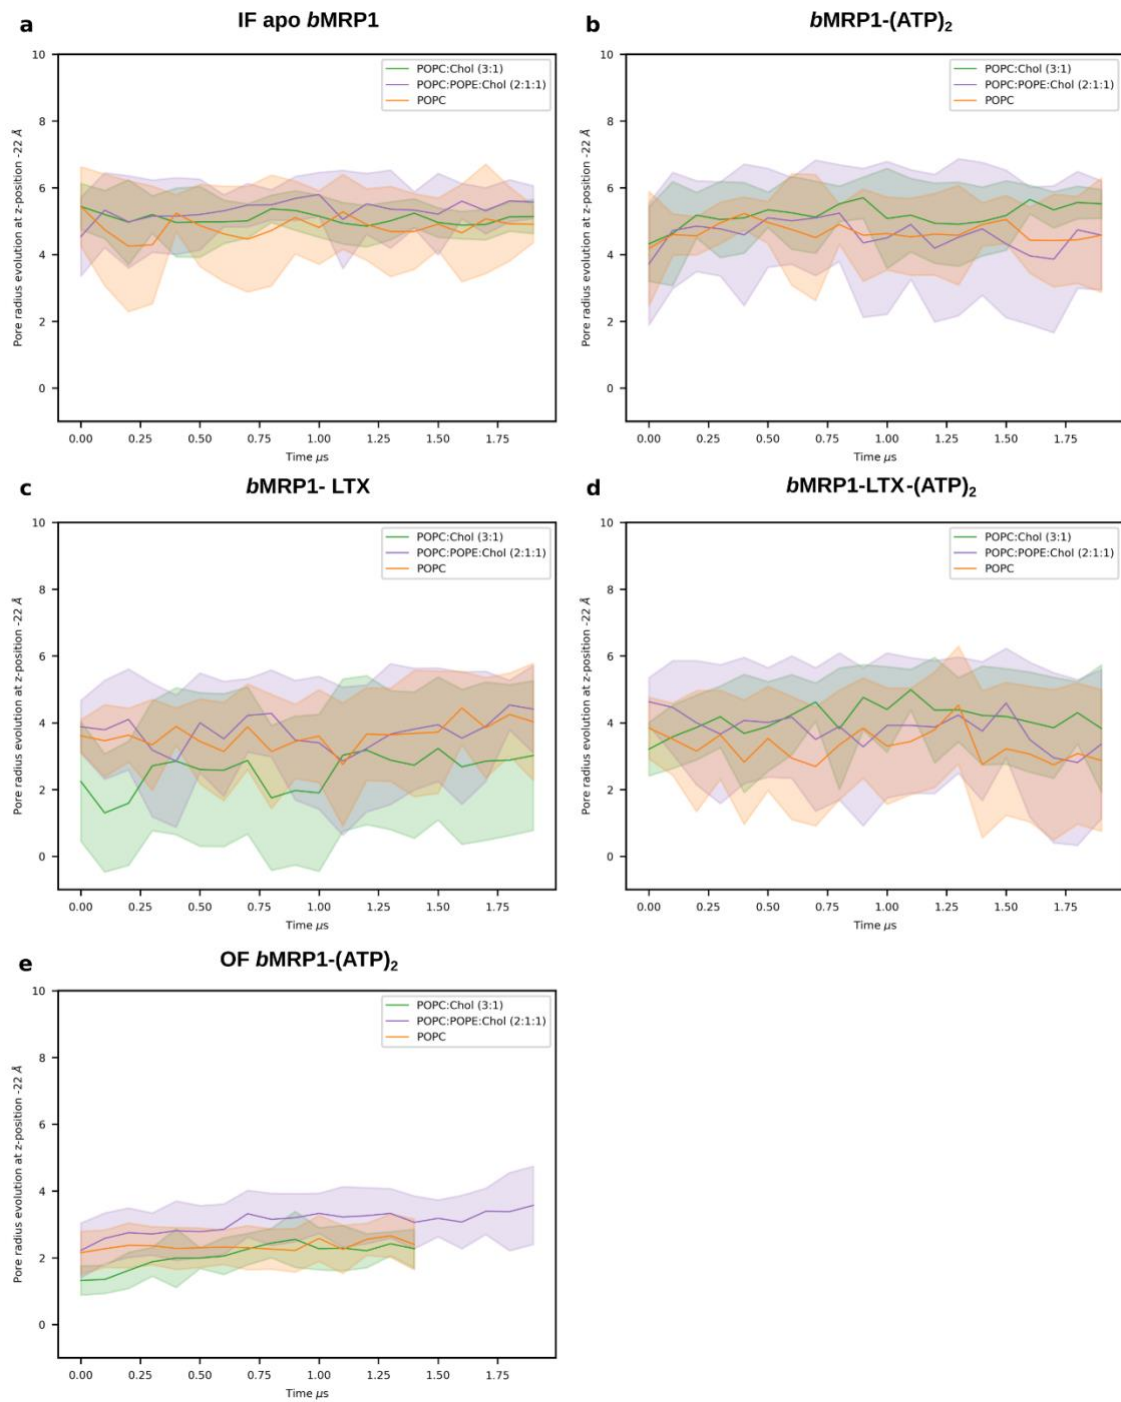 a IF apo bMRP1
POPC:Chol (3:1)
POPC:POPE:Chol (2:1:1)
POPC
Pore radius evolution at z-position -22 Å
10
8
6
4
2
0
0.00 0.25 0.50 0.75 1.00 1.25 1.50 1.75
Time μs
b bMRP1-(ATP)₂
POPC:Chol (3:1)
POPC:POPE:Chol (2:1:1)
POPC
Pore radius evolution at z-position -22 Å
10
8
6
4
2
0
0.00 0.25 0.50 0.75 1.00 1.25 1.50 1.75
Time μs
c bMRP1- LTX
POPC:Chol (3:1)
POPC:POPE:Chol (2:1:1)
POPC
Pore radius evolution at z-position -22 Å
10
8
6
4
2
0
0.00 0.25 0.50 0.75 1.00 1.25 1.50 1.75
Time μs
d bMRP1-LTX-(ATP)₂
POPC:Chol (3:1)
POPC:POPE:Chol (2:1:1)
POPC
Pore radius evolution at z-position -22 Å
10
8
6
4
2
0
0.00 0.25 0.50 0.75 1.00 1.25 1.50 1.75
Time μs
e OF bMRP1-(ATP)₂
POPC:Chol (3:1)
POPC:POPE:Chol (2:1:1)
POPC
Pore radius evolution at z-position -22 Å
10
8
6
4
2
0
0.00 0.25 0.50 0.75 1.00 1.25 1.50 1.75
Time μs